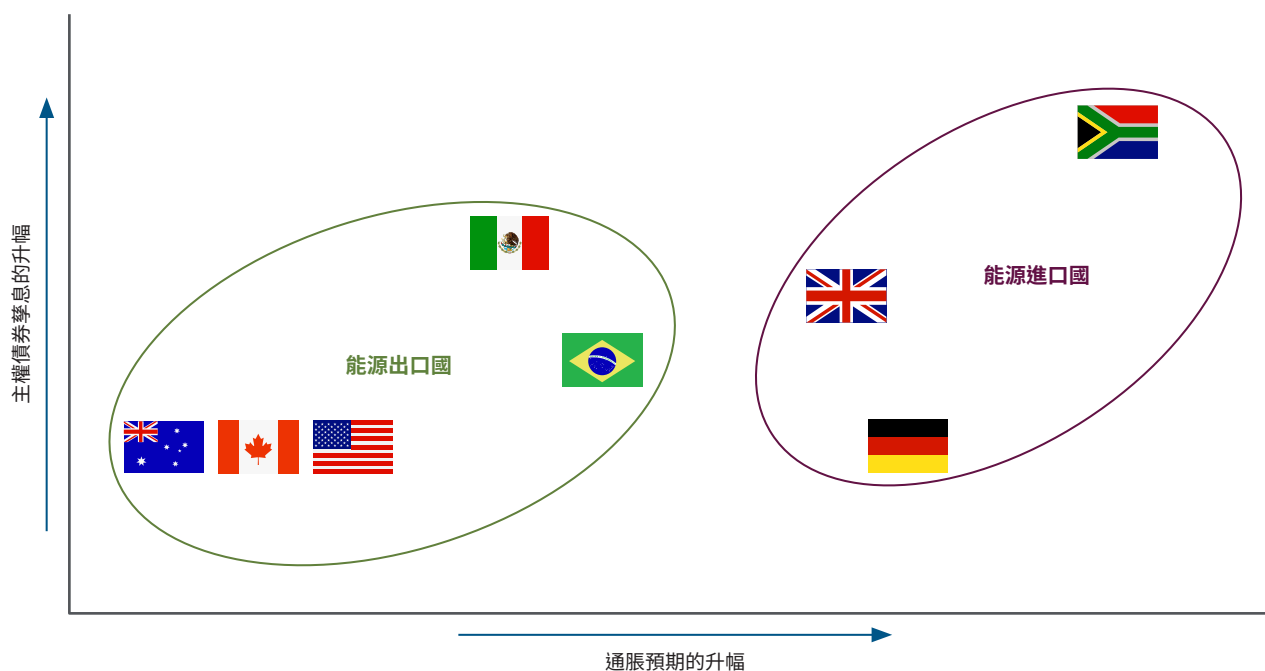 主權債券孳息的升幅
能源進口國
能源出口國
通脹預期的升幅